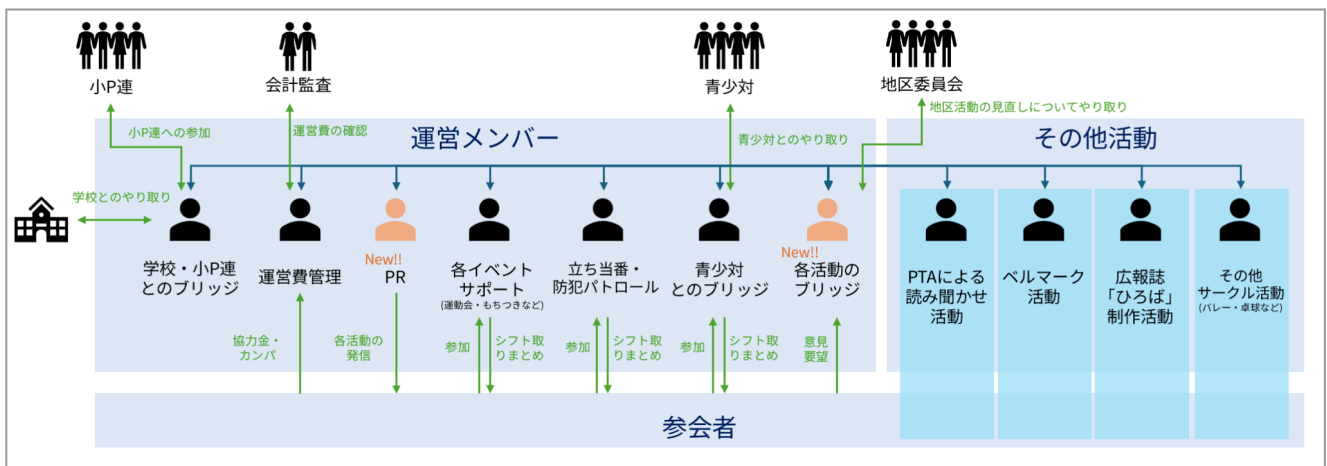 小P連
会計監査
青少対
地区委員会
小P連への参加
運営費の確認
青少対とのやり取り
地区活動の見直しについてやり取り
運営メンバー
その他活動
学校とのやり取り
学校・小P連
とのブリッジ
運営費管理
New!!
PR
各イベント
サポート
(運動会・もちつきなど)
立ち当番・
防犯パトロール
青少対
とのブリッジ
New!!
各活動の
ブリッジ
PTAによる
読み聞かせ
活動
ベルマーク
活動
広報誌
「ひろば」
制作活動
その他
サークル活動
(バレー・卓球など)
協力金・
カンパ
各活動の
発信
参加
シフト取
りまとめ
参加
シフト取
りまとめ
参加
シフト取
りまとめ
意見
要望
参会者